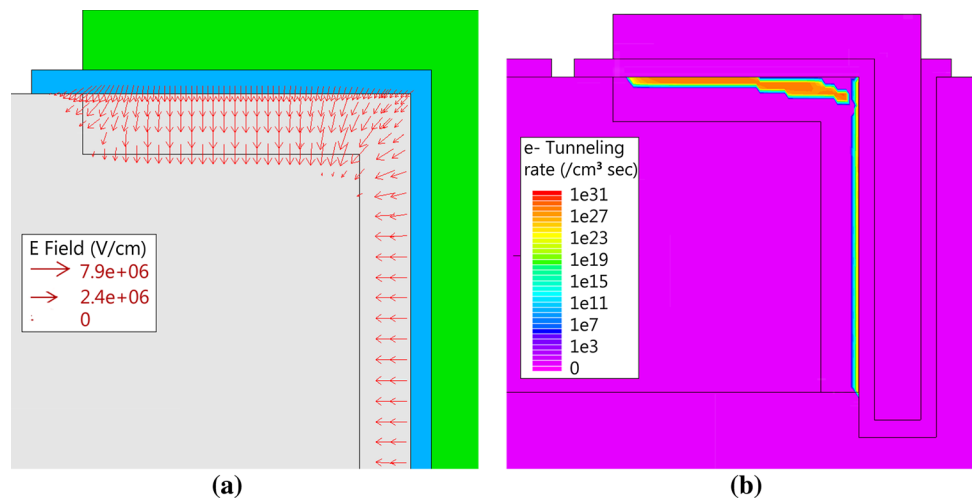 E Field (V/cm)
7.9e+06
2.4e+06
0
(a)
e- Tunneling
rate (/cm³ sec)
1e31
1e27
1e23
1e19
1e15
1e11
1e7
1e3
0
(b)